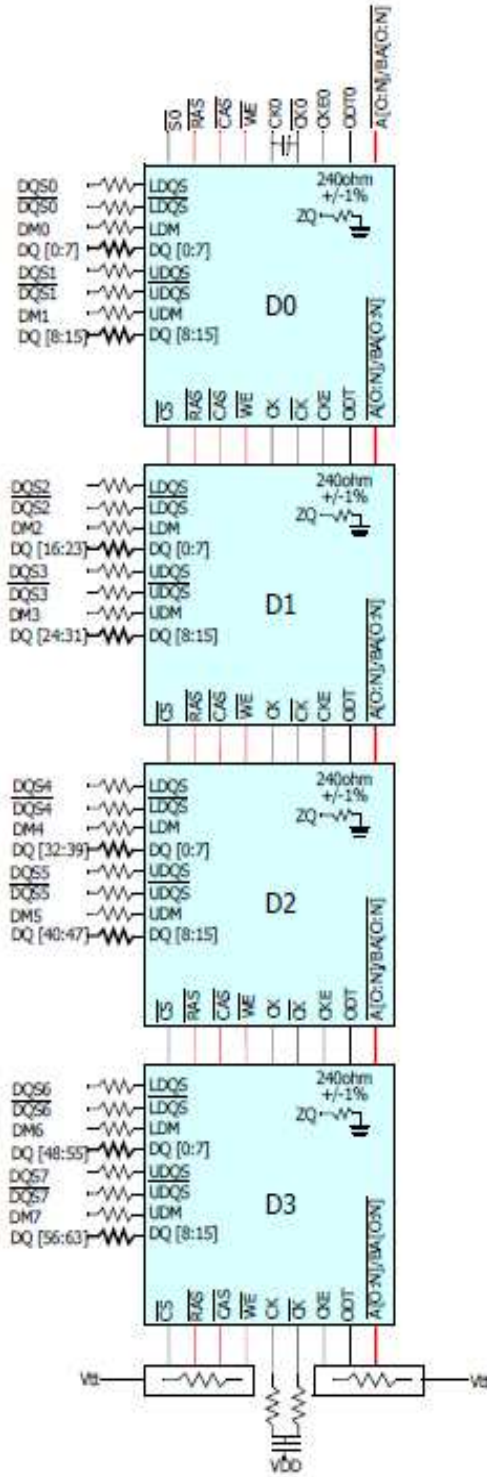 S0 RAS CAS WE CK0 CK0 CKE0 ODT0 A[O:N]/BA[O:N]
DQS0 LDQS 240ohm
DQS0 LDQS +/-1%
DM0 LDM ZQ
DQ [0:7] DQ [0:7]
DQS1 UDQS
DQS1 UDQS
DM1 UDM D0
DQ [8:15] DQ [8:15]
CS RAS CAS WE CK CK CKE ODT A[O:N]/BA[O:N]
DQS2 LDQS 240ohm
DQS2 LDQS +/-1%
DM2 LDM ZQ
DQ [16:23] DQ [0:7]
DQS3 UDQS
DQS3 UDQS
DM3 UDM D1
DQ [24:31] DQ [8:15]
CS RAS CAS WE CK CK CKE ODT A[O:N]/BA[O:N]
DQS4 LDQS 240ohm
DQS4 LDQS +/-1%
DM4 LDM ZQ
DQ [32:39] DQ [0:7]
DQS5 UDQS
DQS5 UDQS D2
DM5 UDM
DQ [40:47] DQ [8:15]
CS RAS CAS WE CK CK CKE ODT A[O:N]/BA[O:N]
DQS6 LDQS 240ohm
DQS6 LDQS +/-1%
DM6 LDM ZQ
DQ [48:55] DQ [0:7]
DQS7 UDQS
DQS7 UDQS D3
DM7 UDM
DQ [56:63] DQ [8:15]
CS RAS CAS WE CK CK CKE ODT A[O:N]/BA[O:N]
Vtt Vtt
VDD